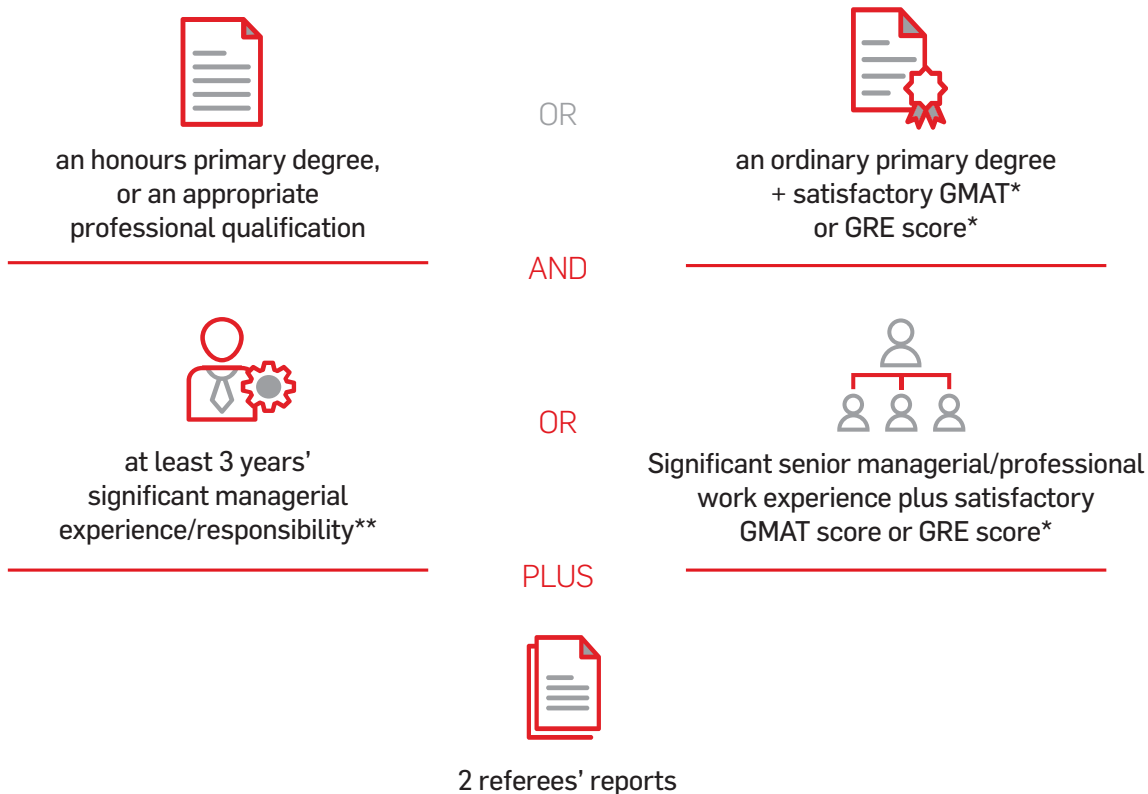 an honours primary degree,
or an appropriate
professional qualification
OR
an ordinary primary degree
+ satisfactory GMAT*
or GRE score*
AND
at least 3 years’
significant managerial
experience/responsibility**
OR
Significant senior managerial/professional
work experience plus satisfactory
GMAT score or GRE score*
PLUS
2 referees’ reports